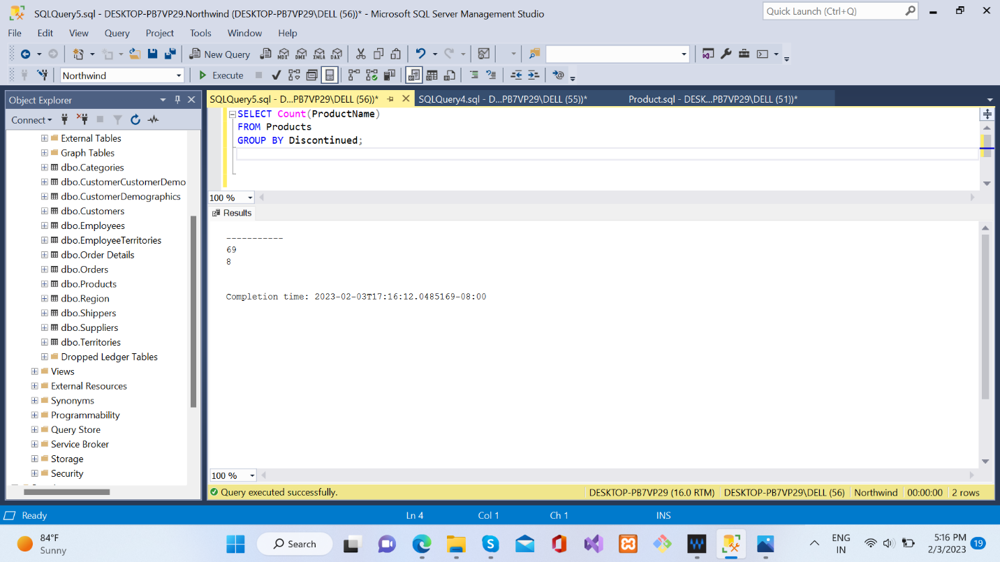 SQLQuery5.sql - DESKTOP-PB7VP29.Northwind (DESKTOP-PB7VP29\DELL (56))* - Microsoft SQL Server Management Studio
Quick Launch (Ctrl+Q)
File Edit View Query Project Tools Window Help
New Query MDX DMX XMLA DAX
Northwind Execute
Object Explorer
SQLQuery5.sql - D...PB7VP29\DELL (56))* SQLQuery4.sql - D...PB7VP29\DELL (55))* Product.sql - DESK...PB7VP29\DELL (51))*
Connect
External Tables
Graph Tables
dbo.Categories
dbo.CustomerCustomerDemo
dbo.CustomerDemographics
dbo.Customers
dbo.Employees
dbo.EmployeeTerritories
dbo.Order Details
dbo.Orders
dbo.Products
dbo.Region
dbo.Shippers
dbo.Suppliers
dbo.Territories
Dropped Ledger Tables
Views
External Resources
Synonyms
Programmability
Query Store
Service Broker
Storage
Security
SELECT Count(ProductName)
FROM Products
GROUP BY Discontinued;
100 %
Results
-----------
69
8
Completion time: 2023-02-03T17:16:12.0485169-08:00
100 %
Query executed successfully. DESKTOP-PB7VP29 (16.0 RTM) DESKTOP-PB7VP29\DELL (56) Northwind 00:00:00 2 rows
Ready Ln 4 Col 1 Ch 1 INS
84°F
Sunny
Search
ENG
IN
5:16 PM
2/3/2023
19